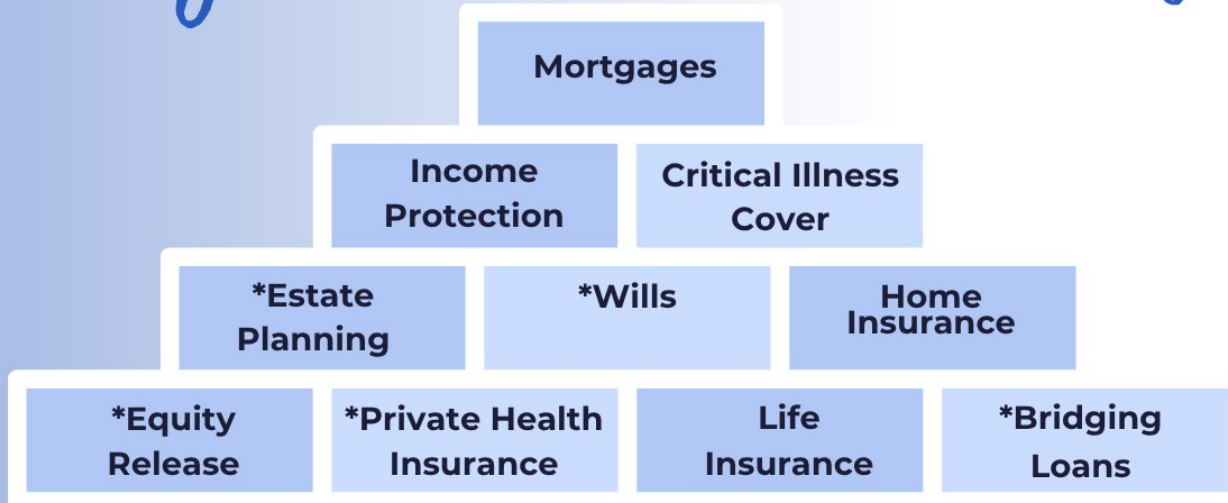 Mortgages
Income
Protection
Critical Illness
Cover
*Estate
Planning
*Wills
Home
Insurance
*Equity
Release
*Private Health
Insurance
Life
Insurance
*Bridging
Loans